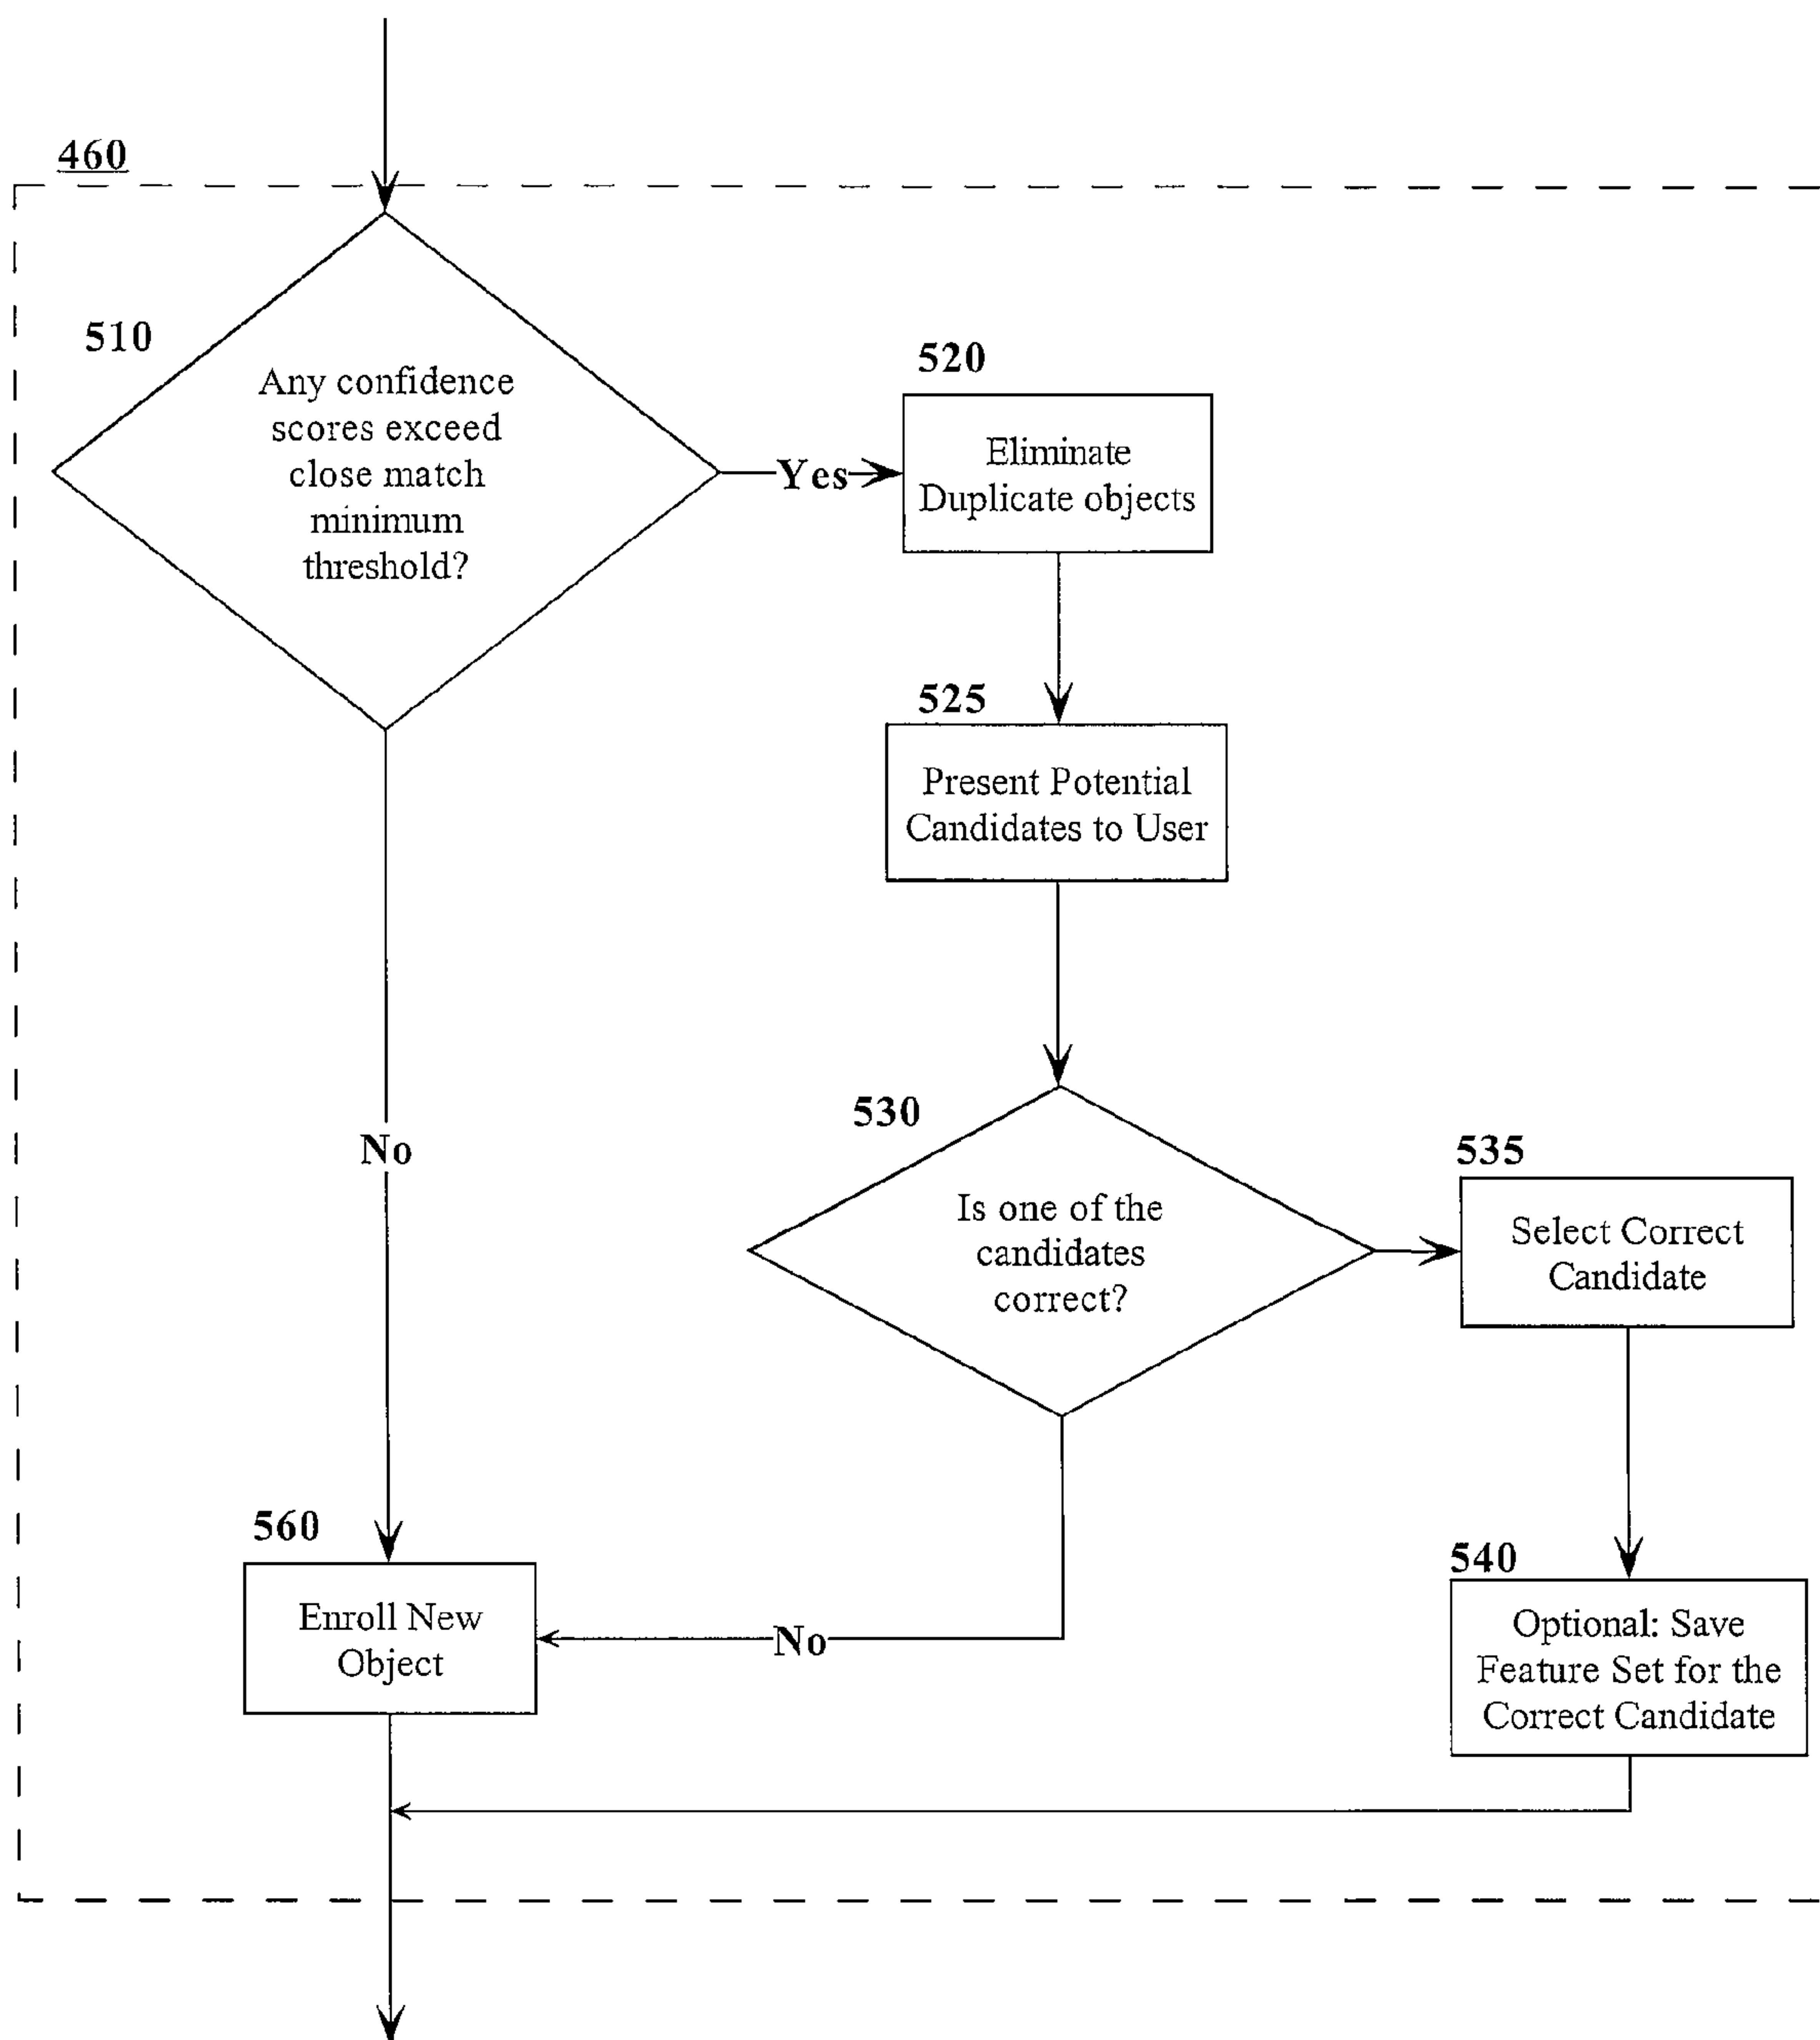 460
510
Any confidence
scores exceed
close match
minimum
threshold?
Yes
520
Eliminate
Duplicate objects
525
Present Potential
Candidates to User
530
Is one of the
candidates
correct?
535
Select Correct
Candidate
No
560
Enroll New
Object
No
540
Optional: Save
Feature Set for the
Correct Candidate